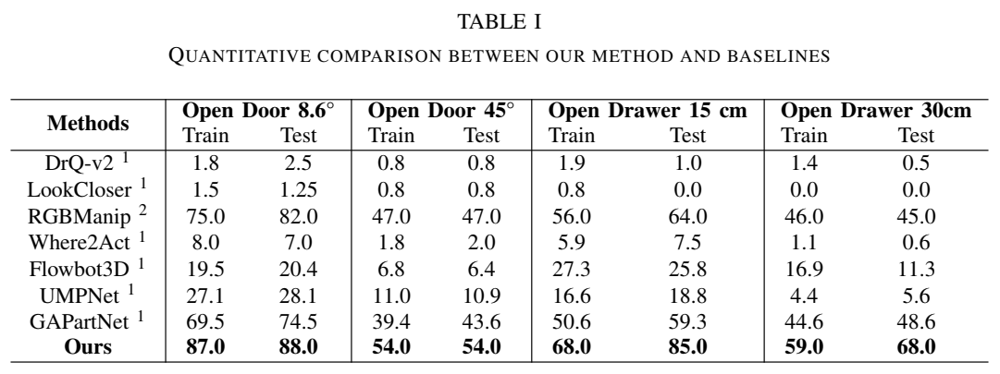 TABLE I
QUANTITATIVE COMPARISON BETWEEN OUR METHOD AND BASELINES
Methods Open Door 8.6° Open Door 45° Open Drawer 15 cm Open Drawer 30cm
Train Test Train Test Train Test Train Test
DrQ-v2 1 1.8 2.5 0.8 0.8 1.9 1.0 1.4 0.5
LookCloser 1 1.5 1.25 0.8 0.8 0.8 0.0 0.0 0.0
RGBManip 2 75.0 82.0 47.0 47.0 56.0 64.0 46.0 45.0
Where2Act 1 8.0 7.0 1.8 2.0 5.9 7.5 1.1 0.6
Flowbot3D 1 19.5 20.4 6.8 6.4 27.3 25.8 16.9 11.3
UMPNet 1 27.1 28.1 11.0 10.9 16.6 18.8 4.4 5.6
GAPartNet 1 69.5 74.5 39.4 43.6 50.6 59.3 44.6 48.6
Ours 87.0 88.0 54.0 54.0 68.0 85.0 59.0 68.0